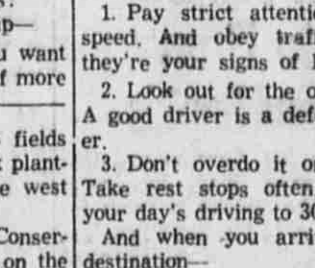 p—
u want
f more
fields
plant-
e west
Conser-
on the
1. Pay strict attenti
speed. And obey traf
they're your signs of
2. Look out for the o
A good driver is a def
er.
3. Don't overdo it o
Take rest stops often
your day's driving to 30
And when you arri
destination—